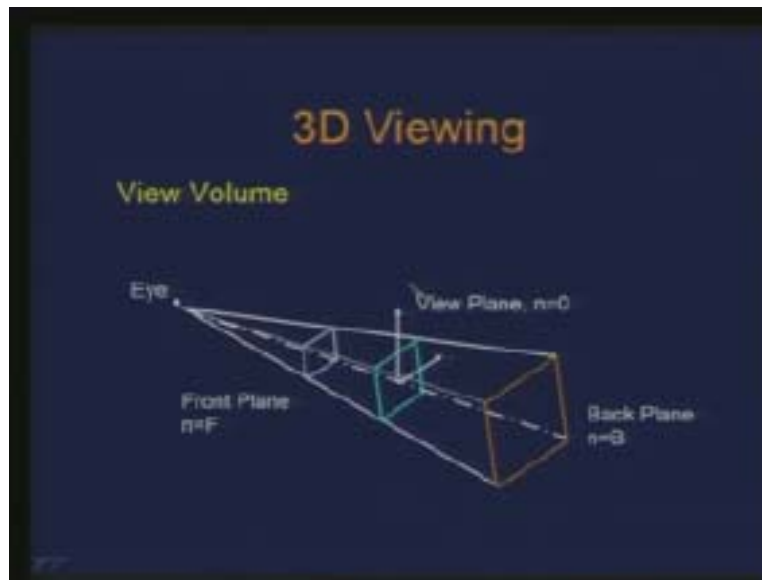 3D Viewing
View Volume
Eye
View Plane, n=0
Front Plane
n=F
Back Plane
n=B